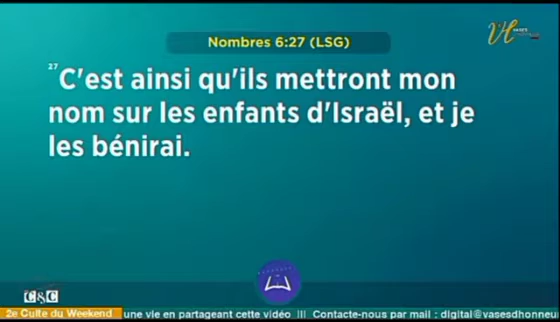 Nombres 6:27 (LSG)
VH
27 C'est ainsi qu'ils mettront mon
nom sur les enfants d'Israël, et je
les bénirai.
C&C
2e Culte du Weekend une vie en partageant cette vidéo ||| Contacte-nous par mail : digital@vasesdhonneu